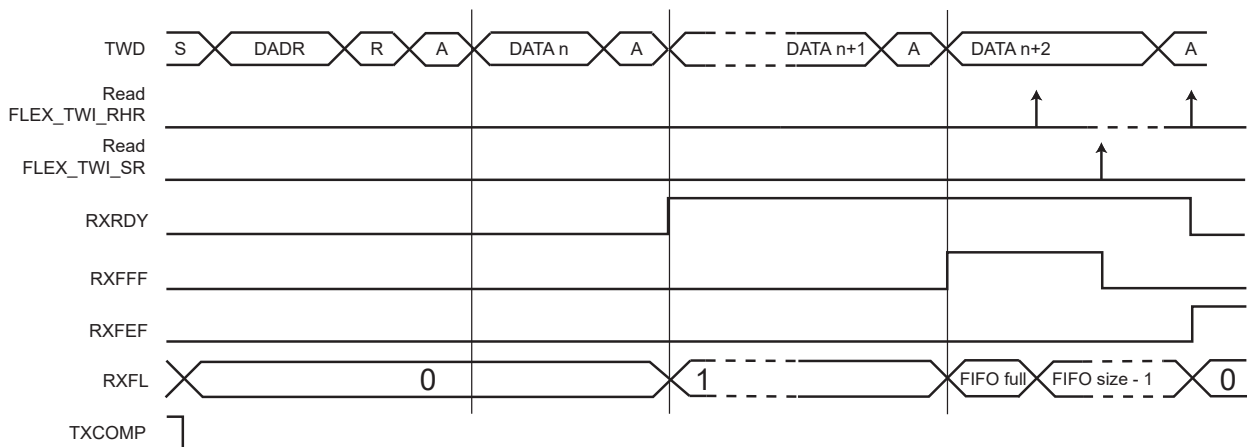 TWD S DADR R A DATA n A DATA n+1 A DATA n+2 A
Read
FLEX_TWI_RHR
Read
FLEX_TWI_SR
RXRDY
RXFFF
RXFEF
RXFL 0 1 FIFO full FIFO size - 1 0
TXCOMP